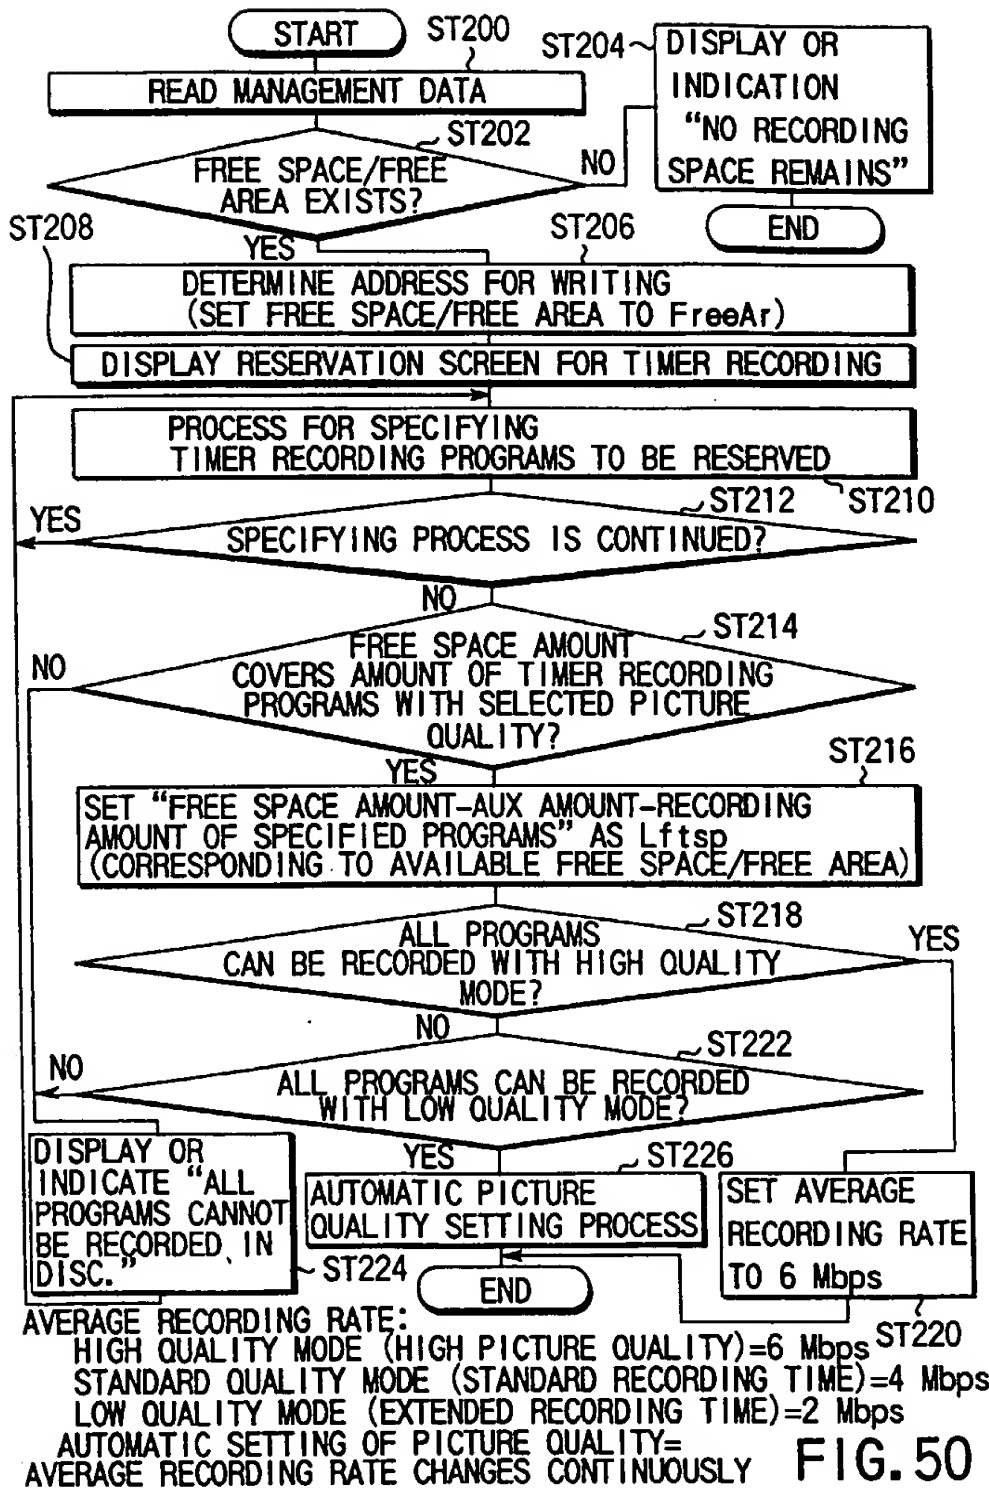 START
ST200
READ MANAGEMENT DATA
ST202
FREE SPACE/FREE
AREA EXISTS?
NO
ST204
DISPLAY OR
INDICATION
"NO RECORDING
SPACE REMAINS"
END
YES
ST206
DETERMINE ADDRESS FOR WRITING
(SET FREE SPACE/FREE AREA TO FreeAr)
ST208
DISPLAY RESERVATION SCREEN FOR TIMER RECORDING
PROCESS FOR SPECIFYING
TIMER RECORDING PROGRAMS TO BE RESERVED
ST210
ST212
YES
SPECIFYING PROCESS IS CONTINUED?
NO
ST214
NO
FREE SPACE AMOUNT
COVERS AMOUNT OF TIMER RECORDING
PROGRAMS WITH SELECTED PICTURE
QUALITY?
YES
ST216
SET "FREE SPACE AMOUNT-AUX AMOUNT-RECORDING
AMOUNT OF SPECIFIED PROGRAMS" AS Lftsp
(CORRESPONDING TO AVAILABLE FREE SPACE/FREE AREA)
ST218
YES
ALL PROGRAMS
CAN BE RECORDED WITH HIGH QUALITY
MODE?
NO
ST222
NO
ALL PROGRAMS CAN BE RECORDED
WITH LOW QUALITY MODE?
YES
DISPLAY OR
INDICATE "ALL
PROGRAMS CANNOT
BE RECORDED IN
DISC."
ST224
ST226
AUTOMATIC PICTURE
QUALITY SETTING PROCESS
END
SET AVERAGE
RECORDING RATE
TO 6 Mbps
ST220
AVERAGE RECORDING RATE:
HIGH QUALITY MODE (HIGH PICTURE QUALITY)=6 Mbps
STANDARD QUALITY MODE (STANDARD RECORDING TIME)=4 Mbps
LOW QUALITY MODE (EXTENDED RECORDING TIME)=2 Mbps
AUTOMATIC SETTING OF PICTURE QUALITY=
AVERAGE RECORDING RATE CHANGES CONTINUOUSLY
FIG. 50